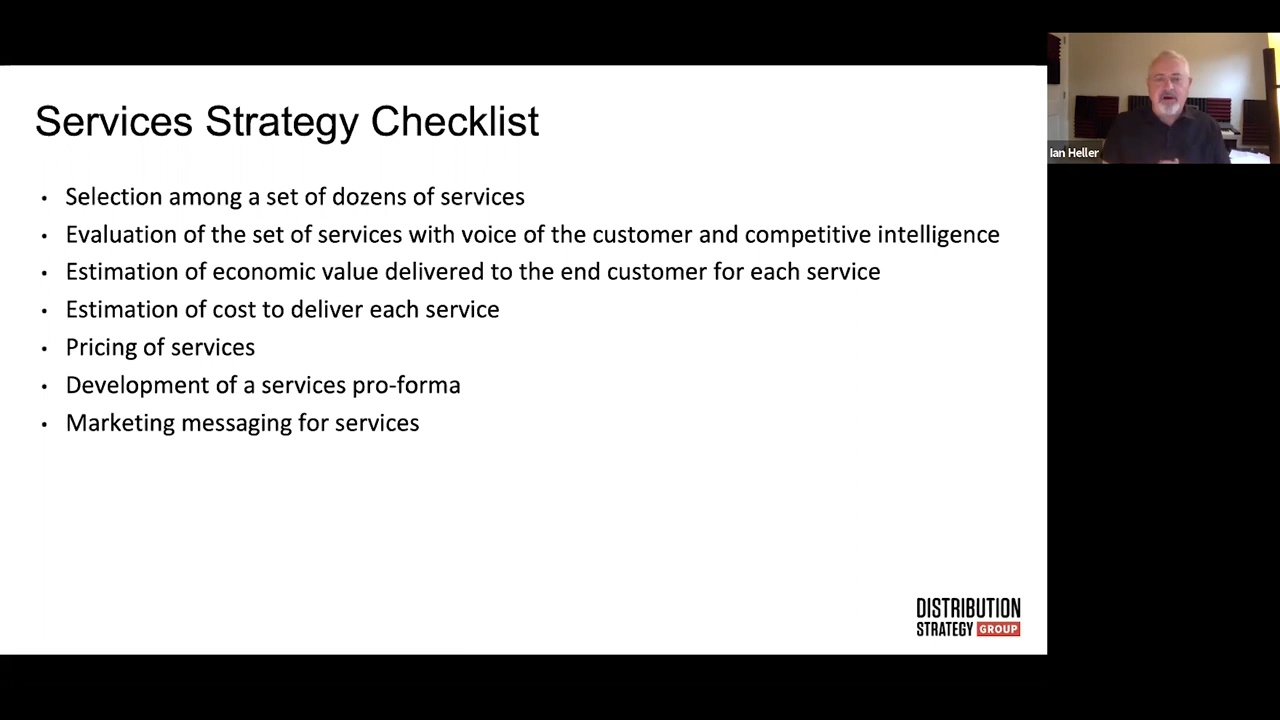 Services Strategy Checklist
• Selection among a set of dozens of services
• Evaluation of the set of services with voice of the customer and competitive intelligence
• Estimation of economic value delivered to the end customer for each service
• Estimation of cost to deliver each service
• Pricing of services
• Development of a services pro-forma
• Marketing messaging for services
Ian Heller
DISTRIBUTION
STRATEGY GROUP